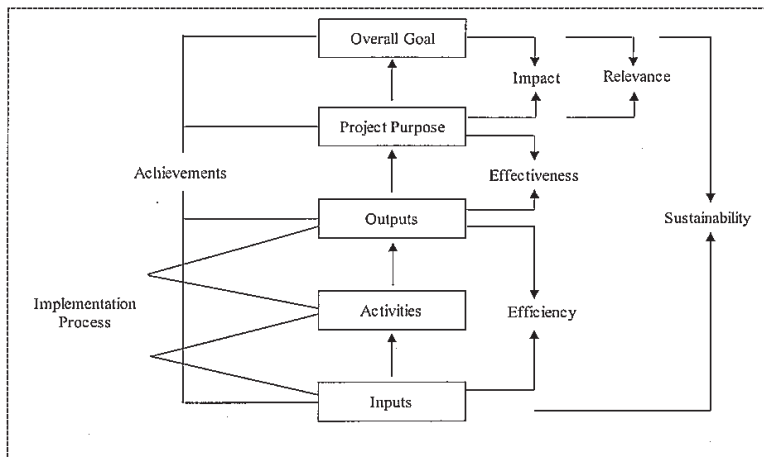 Overall Goal
Impact
Relevance
Project Purpose
Achievements
Effectiveness
Outputs
Sustainability
Implementation
Process
Activities
Efficiency
Inputs